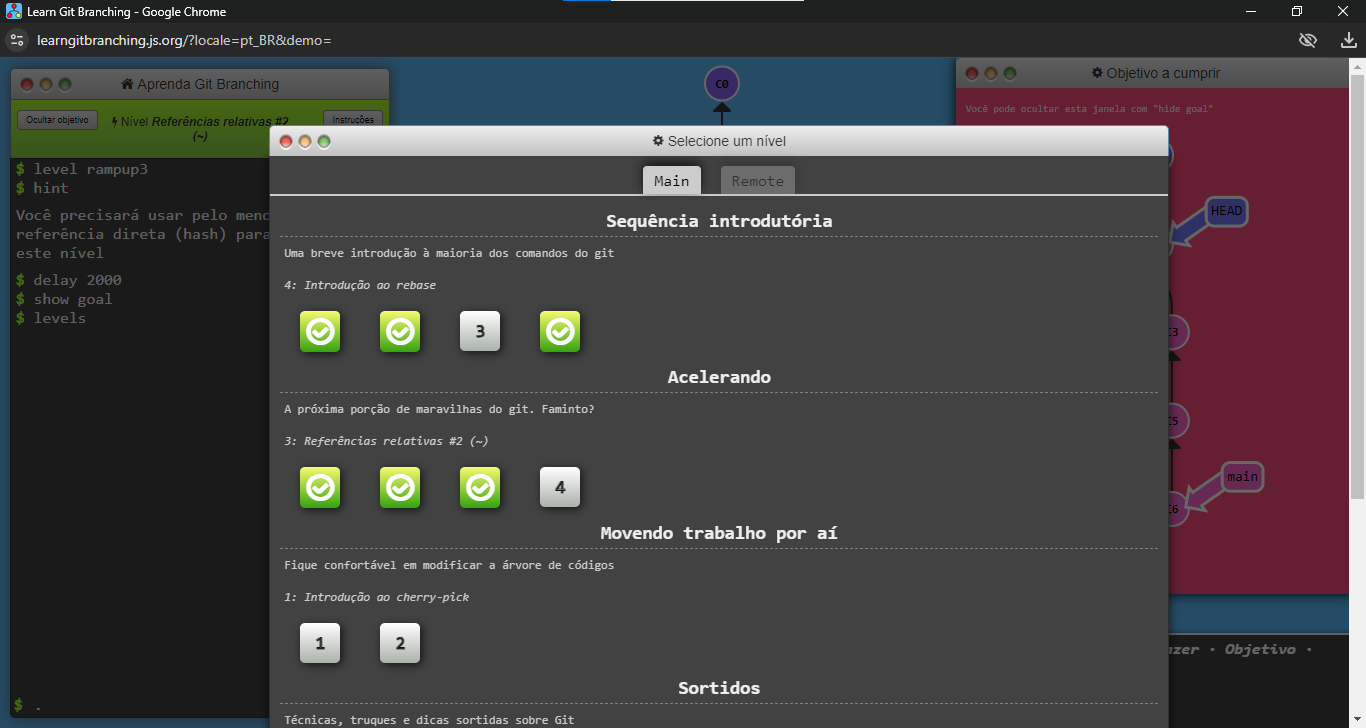 Learn Git Branching - Google Chrome
learngitbranching.js.org/?locale=pt_BR&demo=
Aprenda Git Branching
Ocultar objetivo
Nível Referências relativas #2
(~)
Instruções
$ level rampup3
$ hint
Você precisará usar pelo meno
referência direta (hash) para
este nível
$ delay 2000
$ show goal
$ levels
$ .
C0
Objetivo a cumprir
Você pode ocultar esta janela com "hide goal"
HEAD
C3
C5
main
C6
Selecione um nível
Main
Remote
Sequência introdutória
Uma breve introdução à maioria dos comandos do git
4: Introdução ao rebase
3
Acelerando
A próxima porção de maravilhas do git. Faminto?
3: Referências relativas #2 (~)
4
Movendo trabalho por aí
Fique confortável em modificar a árvore de códigos
1: Introdução ao cherry-pick
1 2
Sortidos
Técnicas, truques e dicas sortidas sobre Git
azer · Objetivo ·